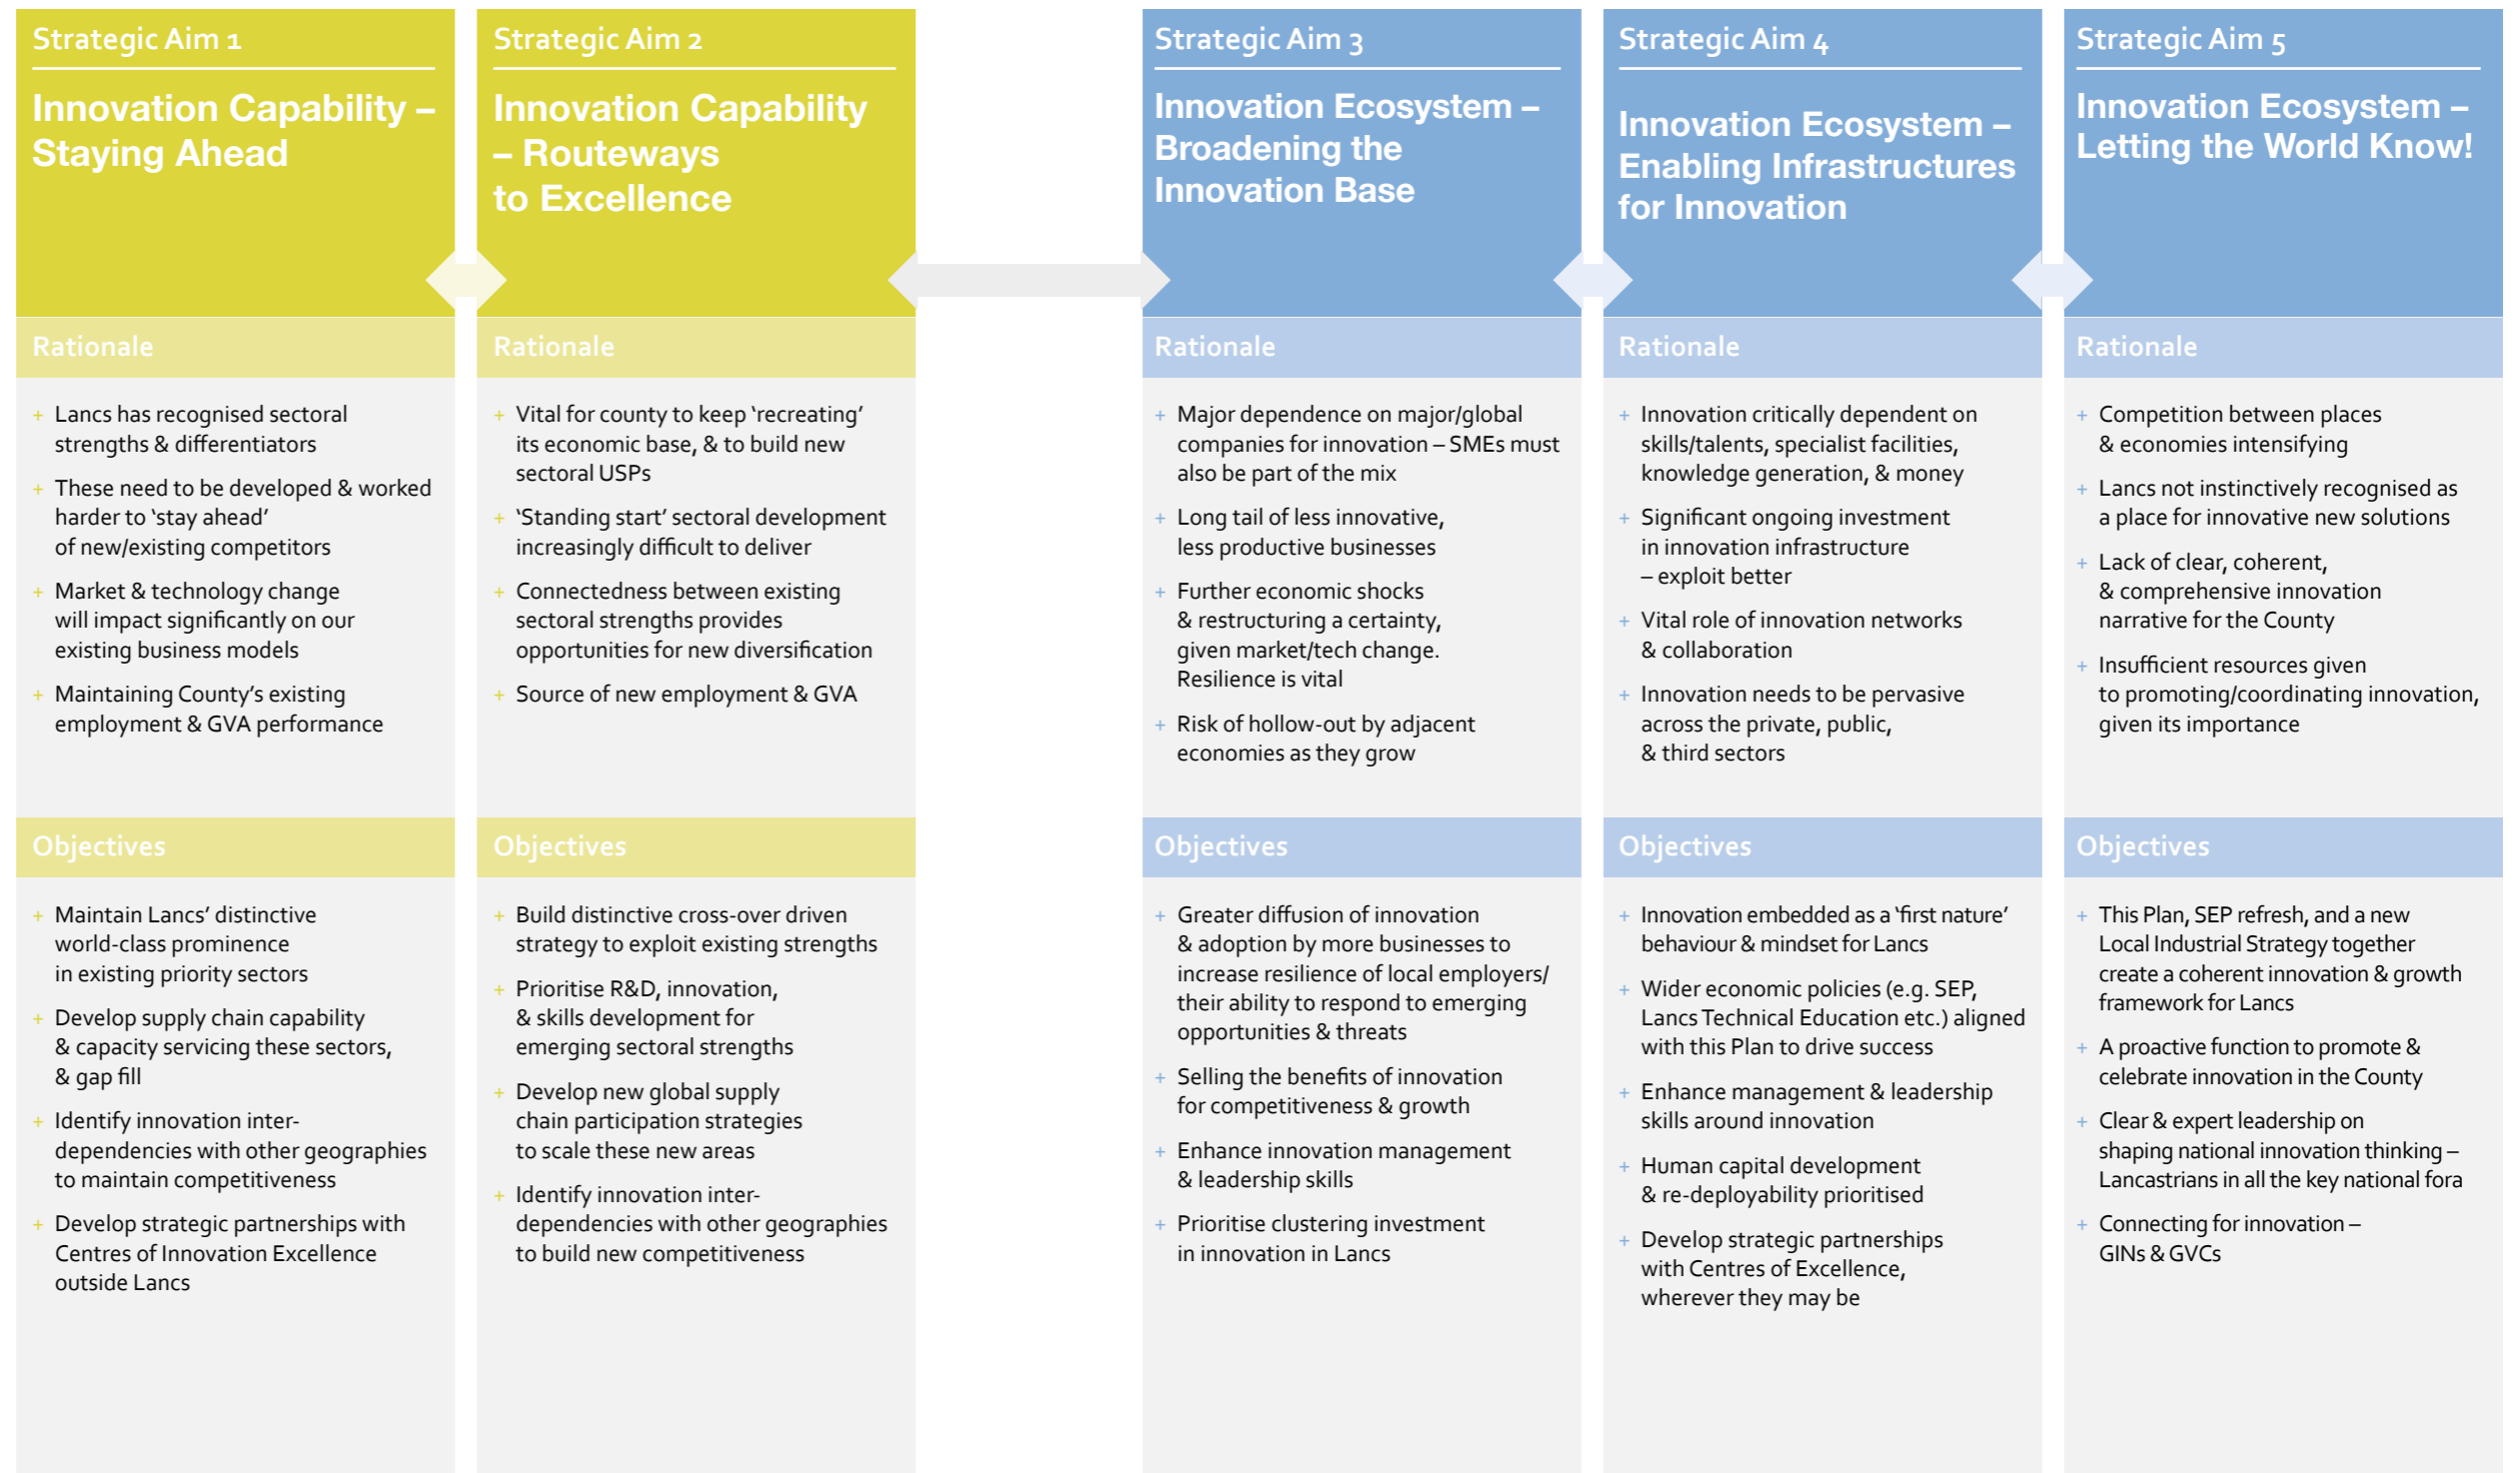 Strategic Aim 1
Innovation Capability –
Staying Ahead
Rationale
+ Lancs has recognised sectoral
strengths & differentiators
+ These need to be developed & worked
harder to ‘stay ahead’
of new/existing competitors
+ Market & technology change
will impact significantly on our
existing business models
+ Maintaining County’s existing
employment & GVA performance
Objectives
+ Maintain Lancs’ distinctive
world-class prominence
in existing priority sectors
+ Develop supply chain capability
& capacity servicing these sectors,
& gap fill
+ Identify innovation inter-
dependencies with other geographies
to maintain competitiveness
+ Develop strategic partnerships with
Centres of Innovation Excellence
outside Lancs
Strategic Aim 2
Innovation Capability
– Routeways
to Excellence
Rationale
+ Vital for county to keep ‘recreating’
its economic base, & to build new
sectoral USPs
+ ‘Standing start’ sectoral development
increasingly difficult to deliver
+ Connectedness between existing
sectoral strengths provides
opportunities for new diversification
+ Source of new employment & GVA
Objectives
+ Build distinctive cross-over driven
strategy to exploit existing strengths
+ Prioritise R&D, innovation,
& skills development for
emerging sectoral strengths
+ Develop new global supply
chain participation strategies
to scale these new areas
+ Identify innovation inter-
dependencies with other geographies
to build new competitiveness
Strategic Aim 3
Innovation Ecosystem –
Broadening the
Innovation Base
Rationale
+ Major dependence on major/global
companies for innovation – SMEs must
also be part of the mix
+ Long tail of less innovative,
less productive businesses
+ Further economic shocks
& restructuring a certainty,
given market/tech change.
Resilience is vital
+ Risk of hollow-out by adjacent
economies as they grow
Objectives
+ Greater diffusion of innovation
& adoption by more businesses to
increase resilience of local employers/
their ability to respond to emerging
opportunities & threats
+ Selling the benefits of innovation
for competitiveness & growth
+ Enhance innovation management
& leadership skills
+ Prioritise clustering investment
in innovation in Lancs
Strategic Aim 4
Innovation Ecosystem –
Enabling Infrastructures
for Innovation
Rationale
+ Innovation critically dependent on
skills/talents, specialist facilities,
knowledge generation, & money
+ Significant ongoing investment
in innovation infrastructure
– exploit better
+ Vital role of innovation networks
& collaboration
+ Innovation needs to be pervasive
across the private, public,
& third sectors
Objectives
+ Innovation embedded as a ‘first nature’
behaviour & mindset for Lancs
+ Wider economic policies (e.g. SEP,
Lancs Technical Education etc.) aligned
with this Plan to drive success
+ Enhance management & leadership
skills around innovation
+ Human capital development
& re-deployability prioritised
+ Develop strategic partnerships
with Centres of Excellence,
wherever they may be
Strategic Aim 5
Innovation Ecosystem –
Letting the World Know!
Rationale
+ Competition between places
& economies intensifying
+ Lancs not instinctively recognised as
a place for innovative new solutions
+ Lack of clear, coherent,
& comprehensive innovation
narrative for the County
+ Insufficient resources given
to promoting/coordinating innovation,
given its importance
Objectives
+ This Plan, SEP refresh, and a new
Local Industrial Strategy together
create a coherent innovation & growth
framework for Lancs
+ A proactive function to promote &
celebrate innovation in the County
+ Clear & expert leadership on
shaping national innovation thinking –
Lancastrians in all the key national fora
+ Connecting for innovation –
GINs & GVCs